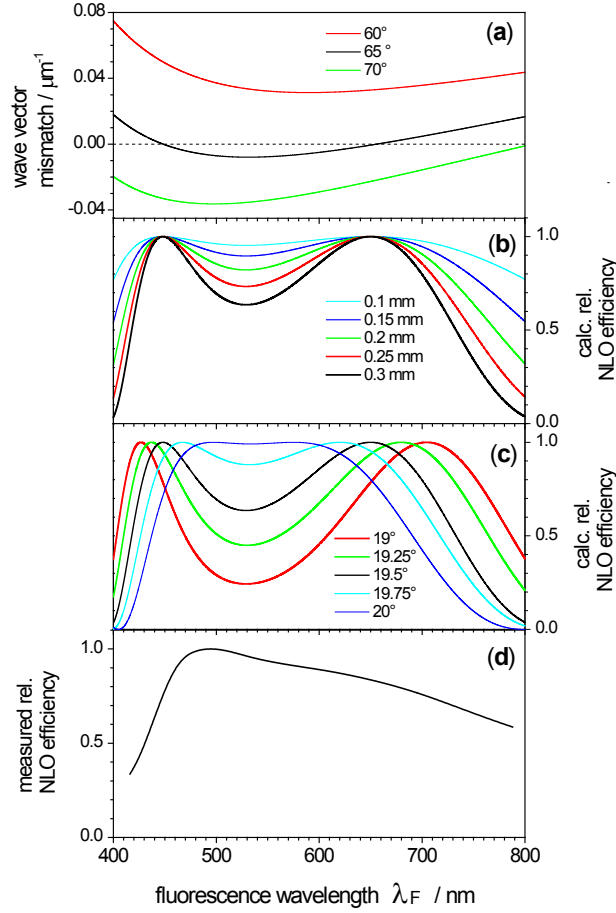 0.08
0.04
0.00
-0.04
wave vector
mismatch / μm⁻¹
(a)
60°
65 °
70°
(b)
1.0
0.5
0.0
calc. rel.
NLO efficiency
0.1 mm
0.15 mm
0.2 mm
0.25 mm
0.3 mm
(c)
1.0
0.5
0.0
calc. rel.
NLO efficiency
19°
19.25°
19.5°
19.75°
20°
(d)
1.0
0.5
0.0
measured rel.
NLO efficiency
400 500 600 700 800
fluorescence wavelength λF / nm